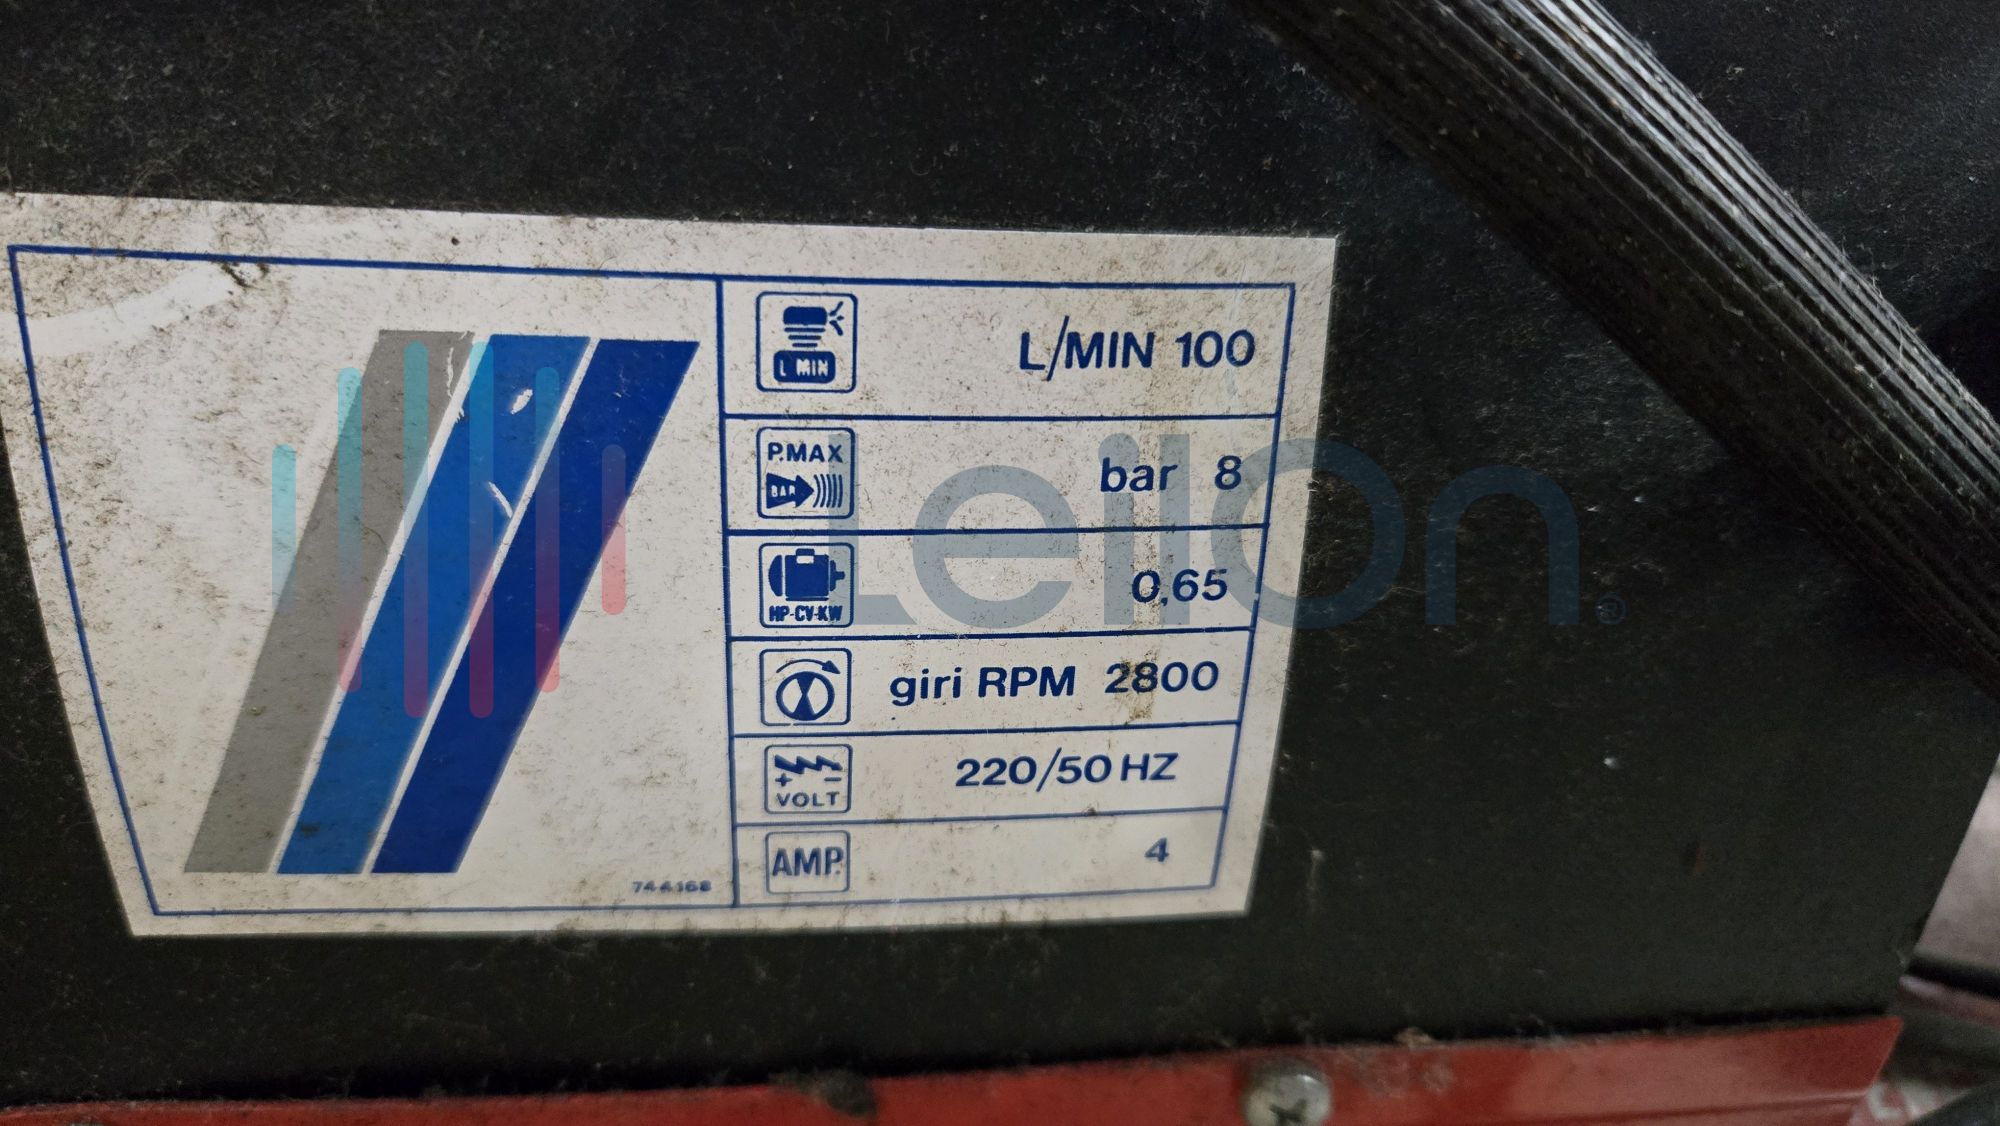 L MIN
L/MIN 100
P.MAX
BAR
bar 8
HP-CV-KW
0,65
giri RPM 2800
+ -
VOLT
220/50 HZ
AMP.
4
744168
Leilon®